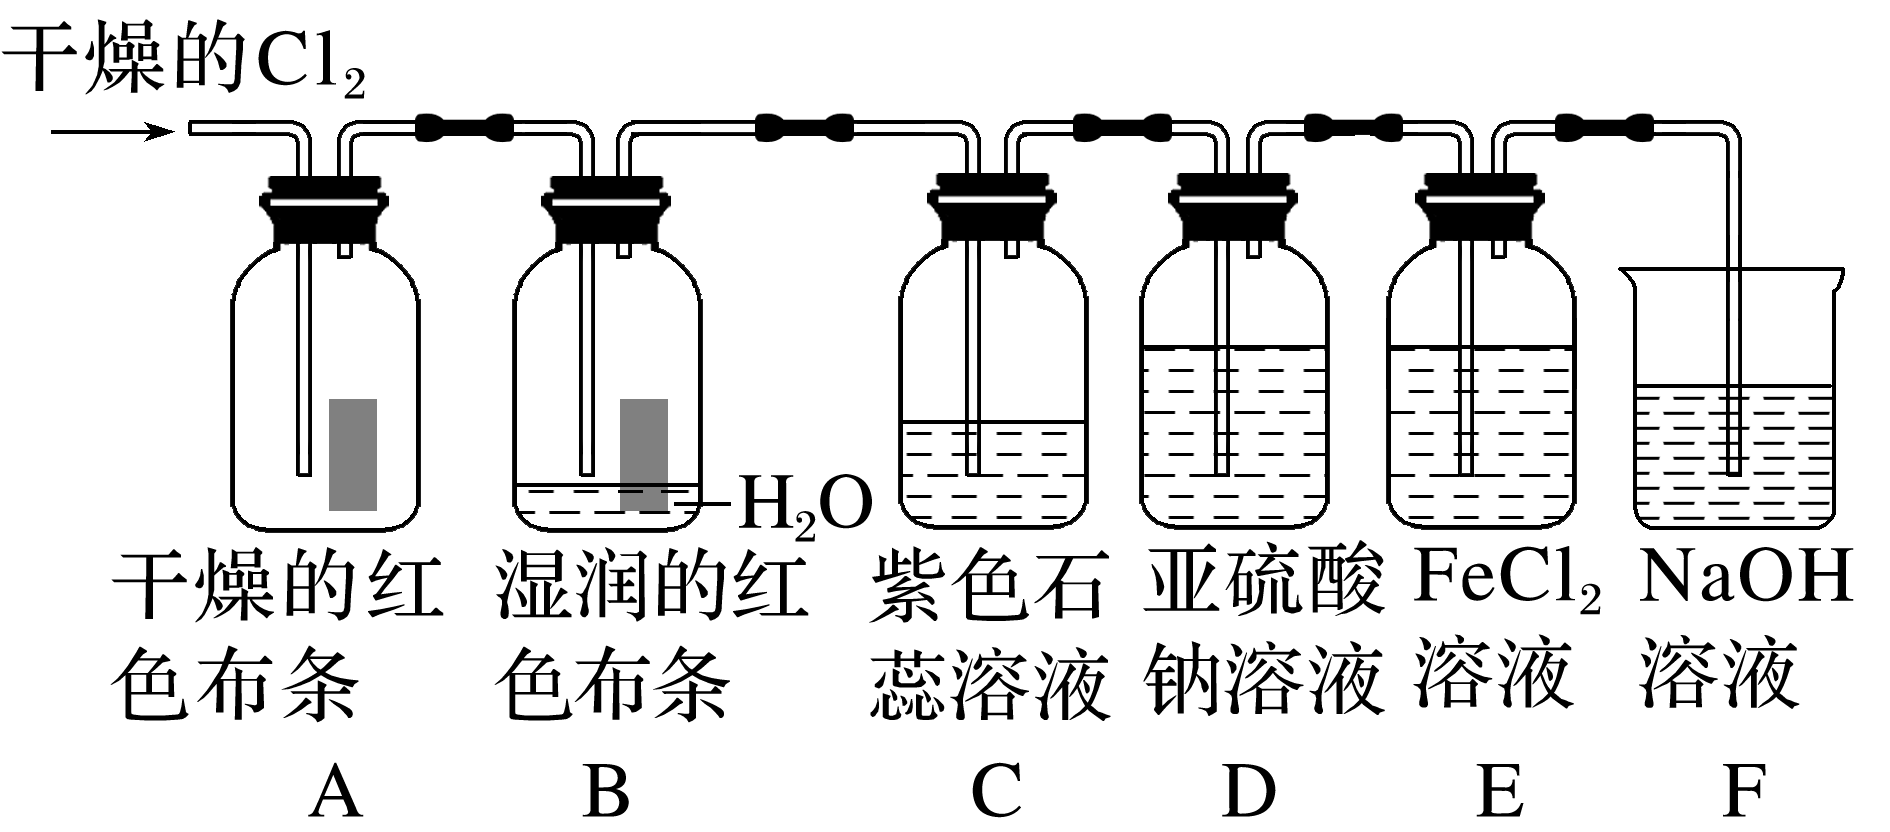 干燥的Cl₂
H₂O
干燥的红
色布条
湿润的红
色布条
紫色石
蕊溶液
亚硫酸
钠溶液
FeCl₂
溶液
NaOH
溶液
A
B
C
D
E
F